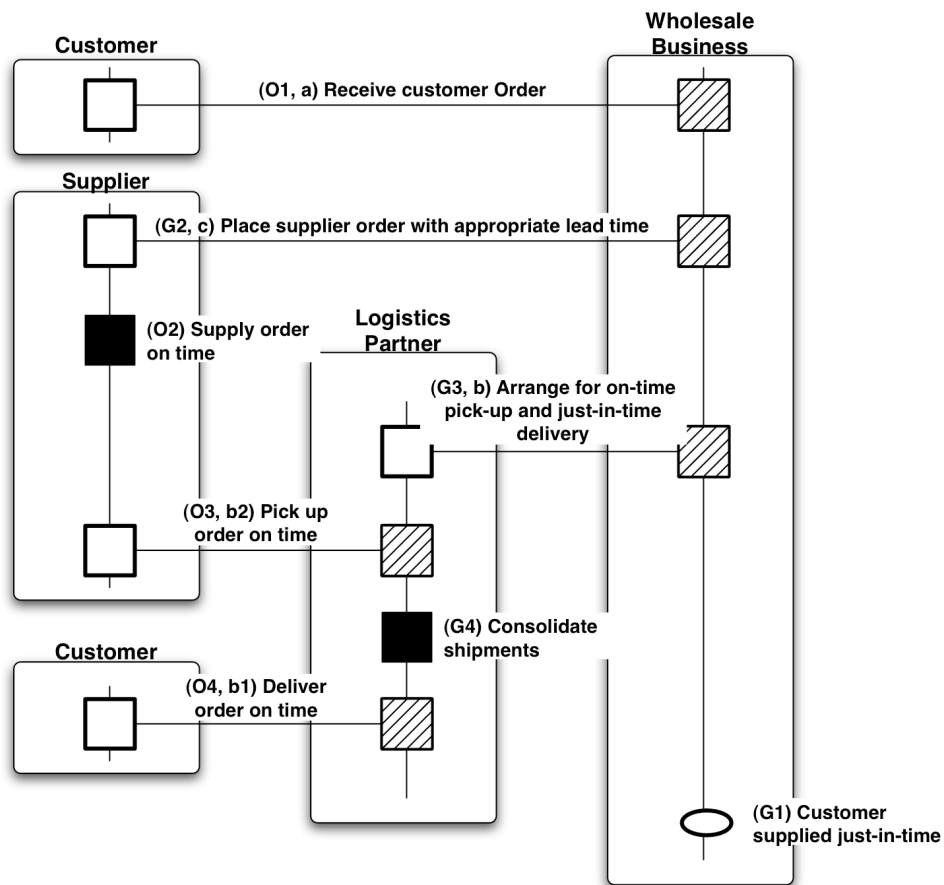 Wholesale
Business
Customer
(O1, a) Receive customer Order
Supplier
(G2, c) Place supplier order with appropriate lead time
(O2) Supply order
on time
Logistics
Partner
(G3, b) Arrange for on-time
pick-up and just-in-time
delivery
(O3, b2) Pick up
order on time
(G4) Consolidate
shipments
Customer
(O4, b1) Deliver
order on time
(G1) Customer
supplied just-in-time